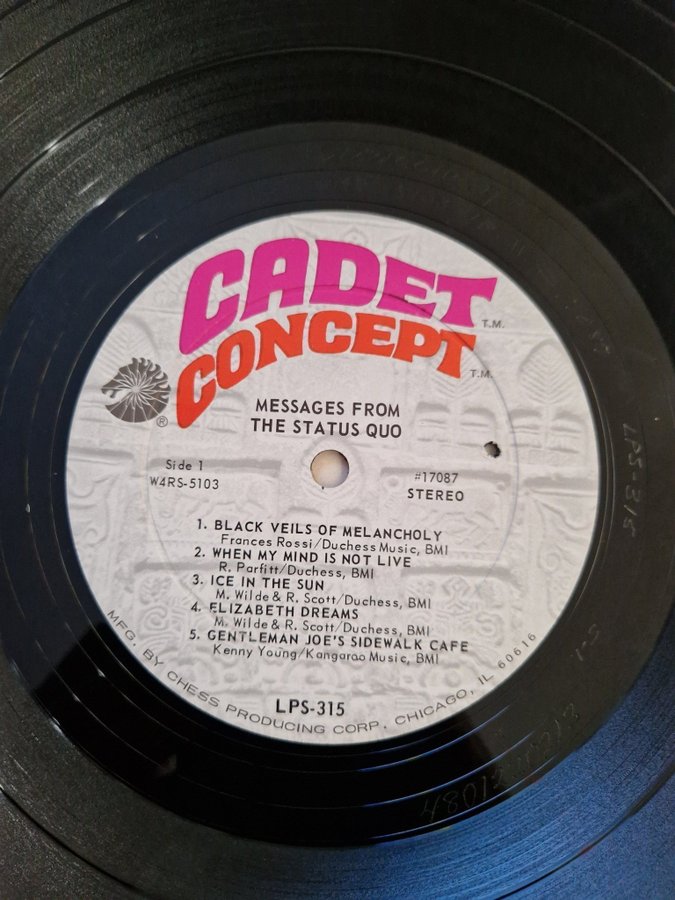 CADET
T.M.
CONCEPT
T.M.
®
MESSAGES FROM
THE STATUS QUO
Side 1
W4RS-5103
#17087
STEREO
1. BLACK VEILS OF MELANCHOLY
Frances Rossi/Duchess Music, BMI
2. WHEN MY MIND IS NOT LIVE
R. Parfitt/Duchess, BMI
3. ICE IN THE SUN
M. Wilde & R. Scott/Duchess, BMI
4. ELIZABETH DREAMS
M. Wilde & R. Scott/Duchess, BMI
5. GENTLEMAN JOE'S SIDEWALK CAFE
Kenny Young/Kangaroo Music, BMI
LPS-315
MFG. BY CHESS PRODUCING CORP., CHICAGO, IL 60616
LPS-315